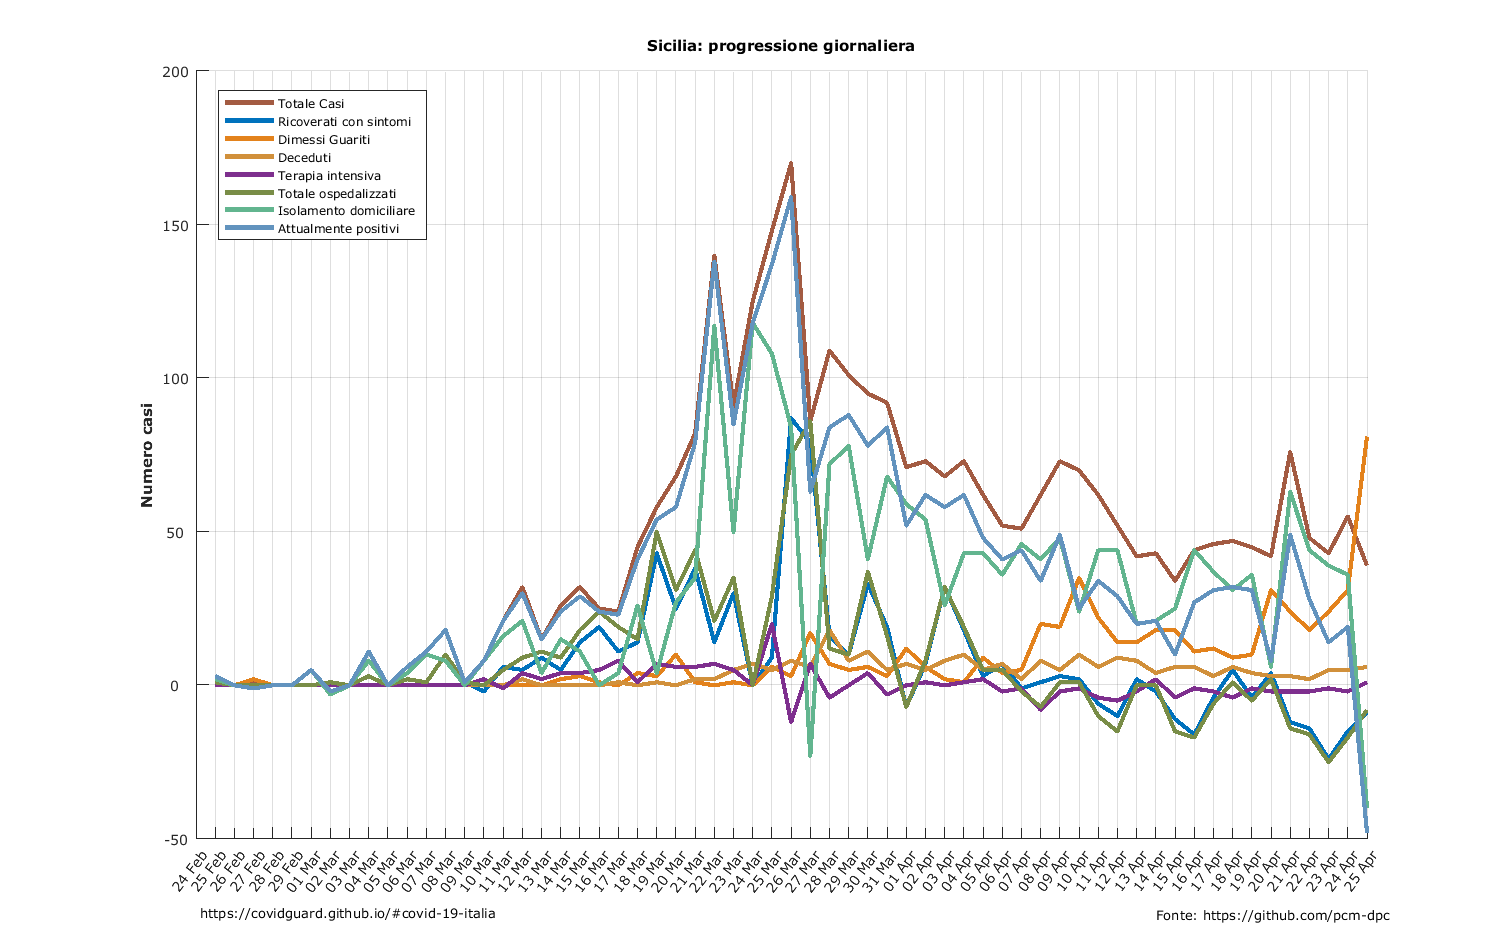 Sicilia: progressione giornaliera
200
150
100
50
0
-50
Numero casi
Totale Casi
Ricoverati con sintomi
Dimessi Guariti
Deceduti
Terapia intensiva
Totale ospedalizzati
Isolamento domiciliare
Attualmente positivi
24 Feb
25 Feb
26 Feb
27 Feb
28 Feb
29 Feb
01 Mar
02 Mar
03 Mar
04 Mar
05 Mar
06 Mar
07 Mar
08 Mar
09 Mar
10 Mar
11 Mar
12 Mar
13 Mar
14 Mar
15 Mar
16 Mar
17 Mar
18 Mar
19 Mar
20 Mar
21 Mar
22 Mar
23 Mar
24 Mar
25 Mar
26 Mar
27 Mar
28 Mar
29 Mar
30 Mar
31 Mar
01 Apr
02 Apr
03 Apr
04 Apr
05 Apr
06 Apr
07 Apr
08 Apr
09 Apr
10 Apr
11 Apr
12 Apr
13 Apr
14 Apr
15 Apr
16 Apr
17 Apr
18 Apr
19 Apr
20 Apr
21 Apr
22 Apr
23 Apr
24 Apr
25 Apr
https://covidguard.github.io/#covid-19-italia
Fonte: https://github.com/pcm-dpc